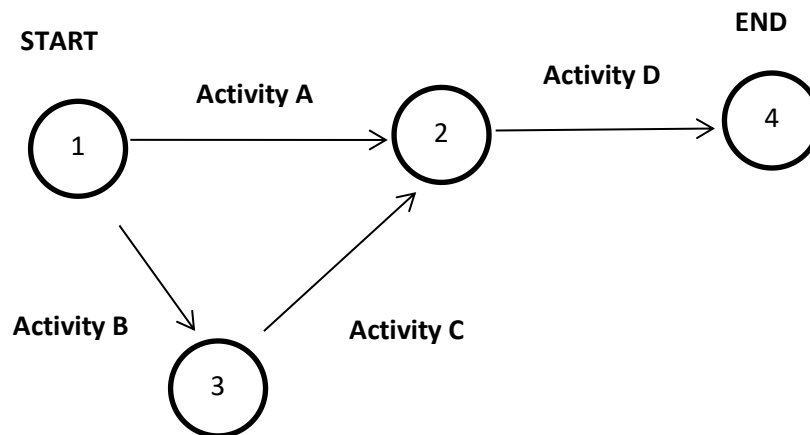 START
END
Activity A
Activity D
1
2
4
Activity B
Activity C
3